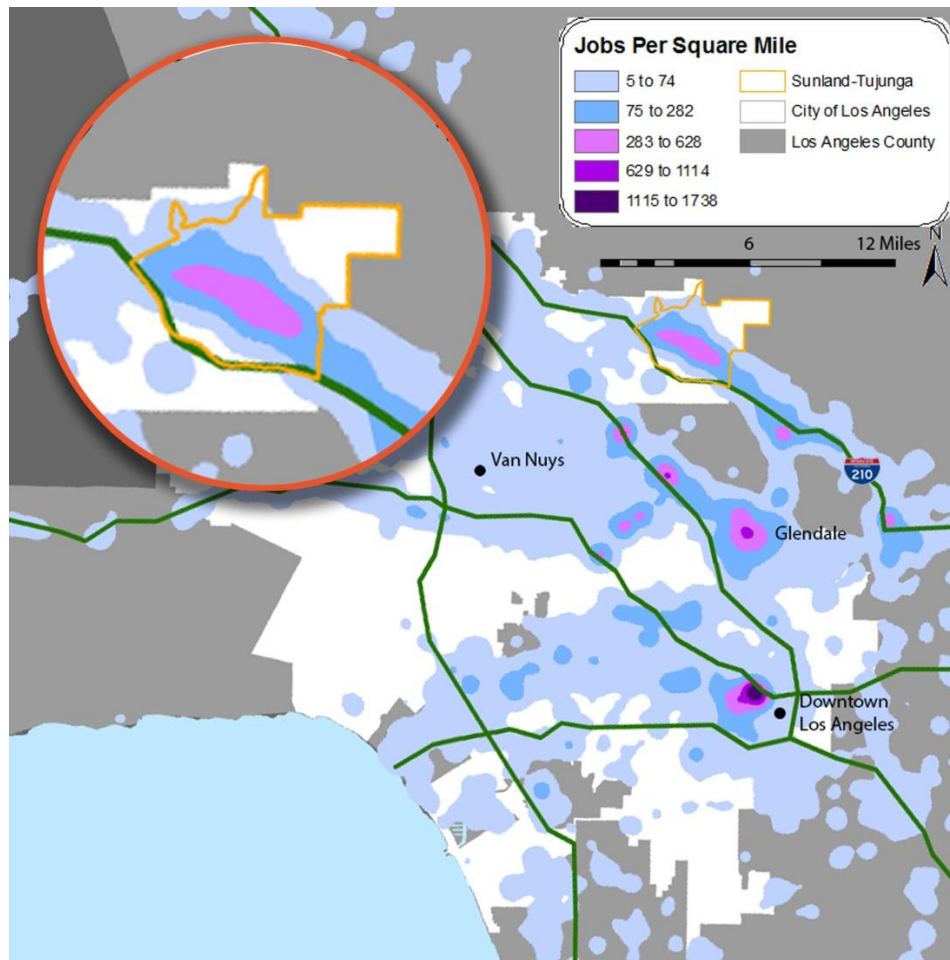 Jobs Per Square Mile
5 to 74
75 to 282
283 to 628
629 to 1114
1115 to 1738
Sunland-Tujunga
City of Los Angeles
Los Angeles County
6
12 Miles
N
Van Nuys
210
Glendale
Downtown
Los Angeles